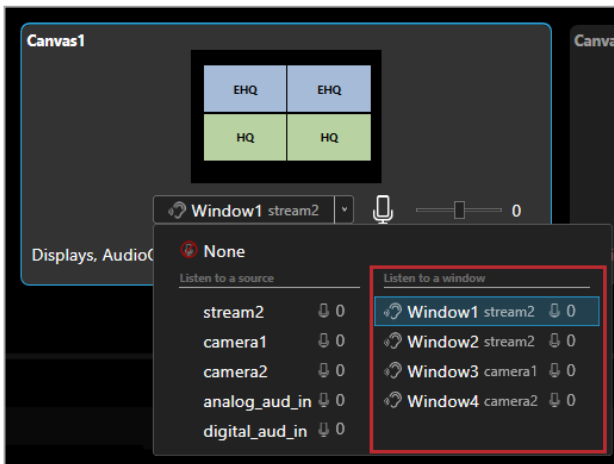 Canvas1
Canva
EHQ EHQ
HQ HQ
Window1 stream2
0
Displays, AudioO
None
Listen to a source
Listen to a window
stream2 0
Window1 stream2 0
camera1 0
Window2 stream2 0
camera2 0
Window3 camera1 0
analog_aud_in 0
Window4 camera2 0
digital_aud_in 0